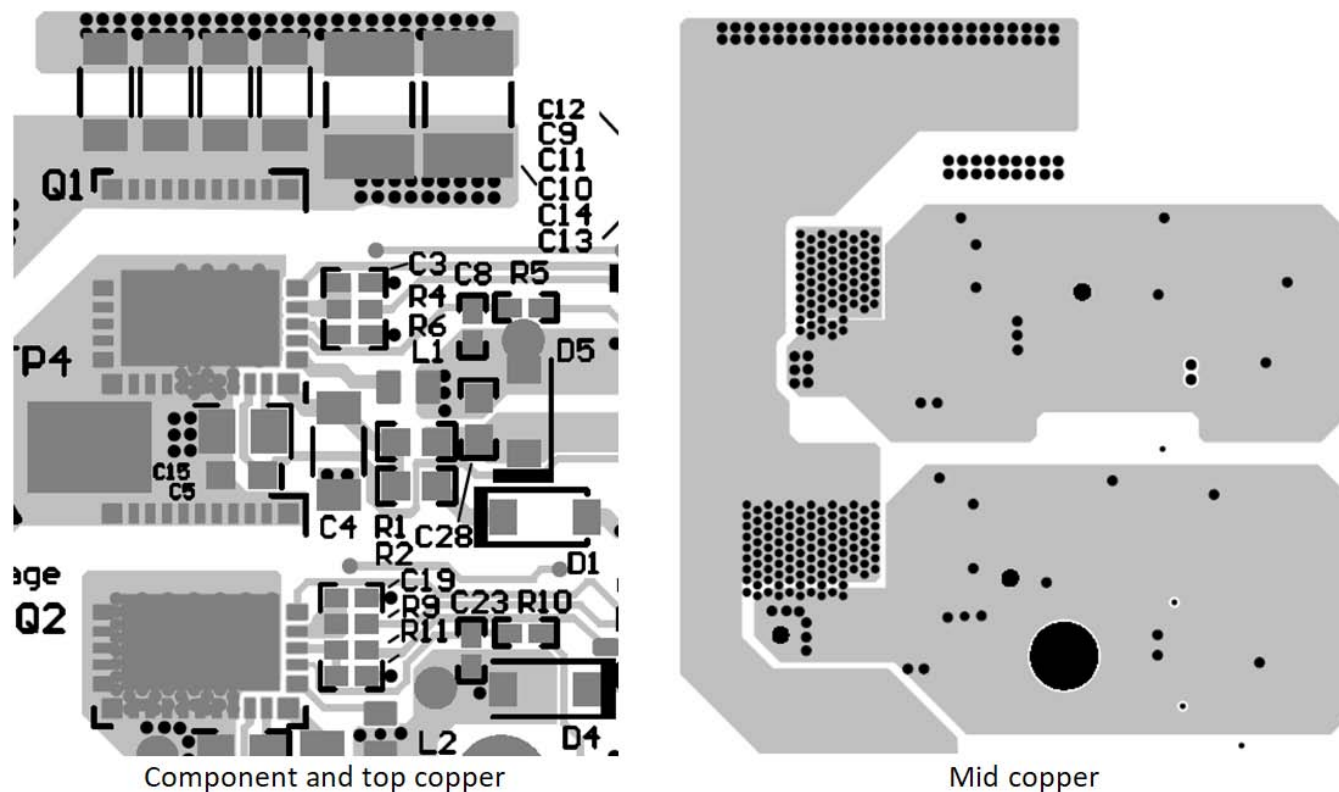 C12
C9
C11
Q1
C10
C14
C13
C3
C8 R5
R4
R6
TP4
L1
D5
C15
C5
C4
R1
C28
R2
D1
age
C19
Q2
R9
C23 R10
R11
L2
D4
Component and top copper
Mid copper